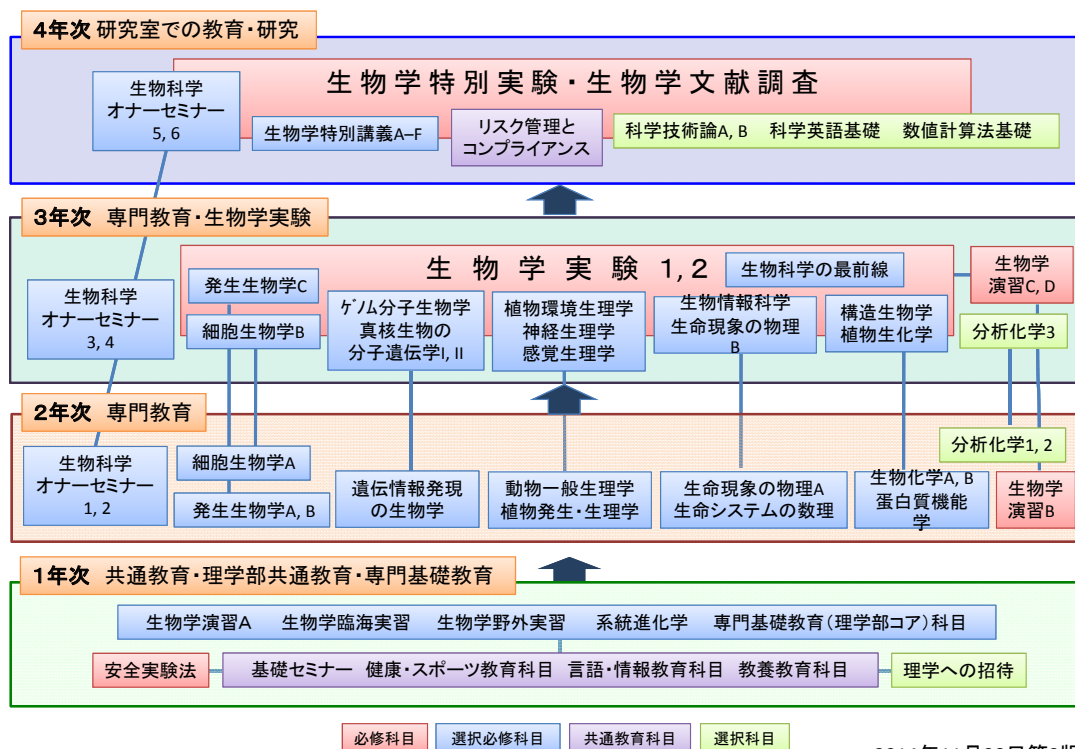 4年次 研究室での教育・研究
生物学特別実験・生物学文献調査
生物科学
オナーセミナー
5, 6
生物学特別講義A–F
リスク管理と
コンプライアンス
科学技術論A, B 科学英語基礎 数値計算法基礎
3年次 専門教育・生物学実験
生物学実験 1, 2
生物科学の最前線
生物学
演習C, D
生物科学
オナーセミナー
3, 4
発生生物学C
細胞生物学B
ゲノム分子生物学
真核生物の
分子遺伝学I, II
植物環境生理学
神経生理学
感覚生理学
生物情報科学
生命現象の物理
B
構造生物学
植物生化学
分析化学3
2年次 専門教育
生物科学
オナーセミナー
1, 2
細胞生物学A
発生生物学A, B
遺伝情報発現
の生物学
動物一般生理学
植物発生・生理学
生命現象の物理A
生命システムの数理
生物化学A, B
蛋白質機能
学
分析化学1, 2
生物学
演習B
1年次 共通教育・理学部共通教育・専門基礎教育
生物学演習A 生物学臨海実習 生物学野外実習 系統進化学 専門基礎教育（理学部コア）科目
安全実験法
基礎セミナー 健康・スポーツ教育科目 言語・情報教育科目 教養教育科目
理学への招待
必修科目 選択必修科目 共通教育科目 選択科目